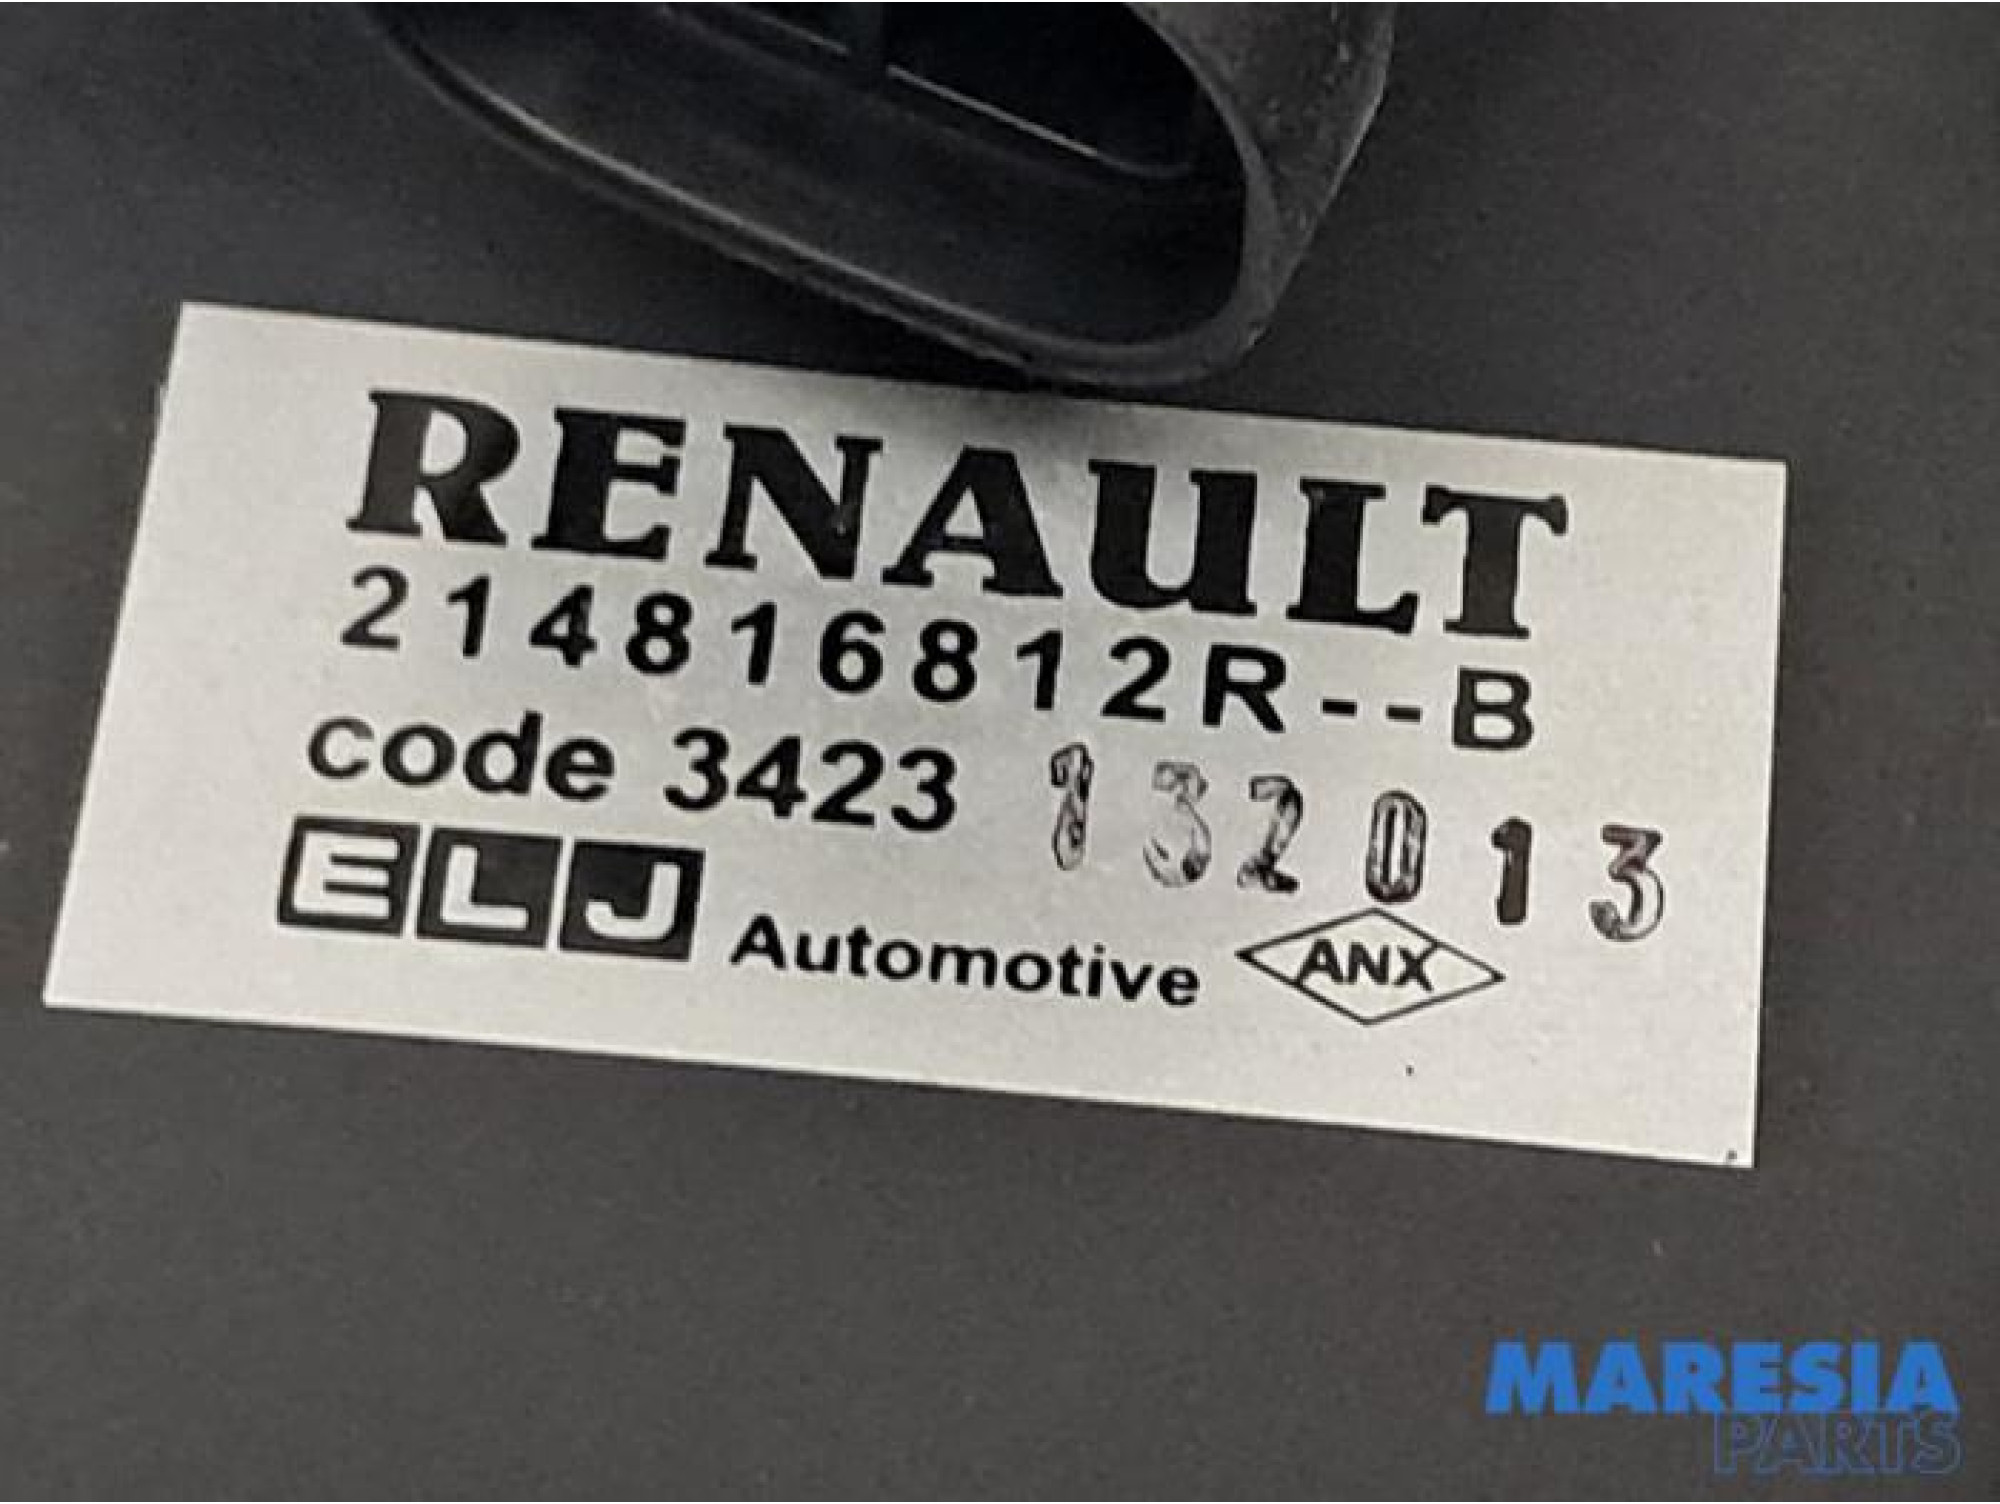 RENAULT
214816812R--B
code 3423 132013
ELJ Automotive ANX
MARESIA
PARTS